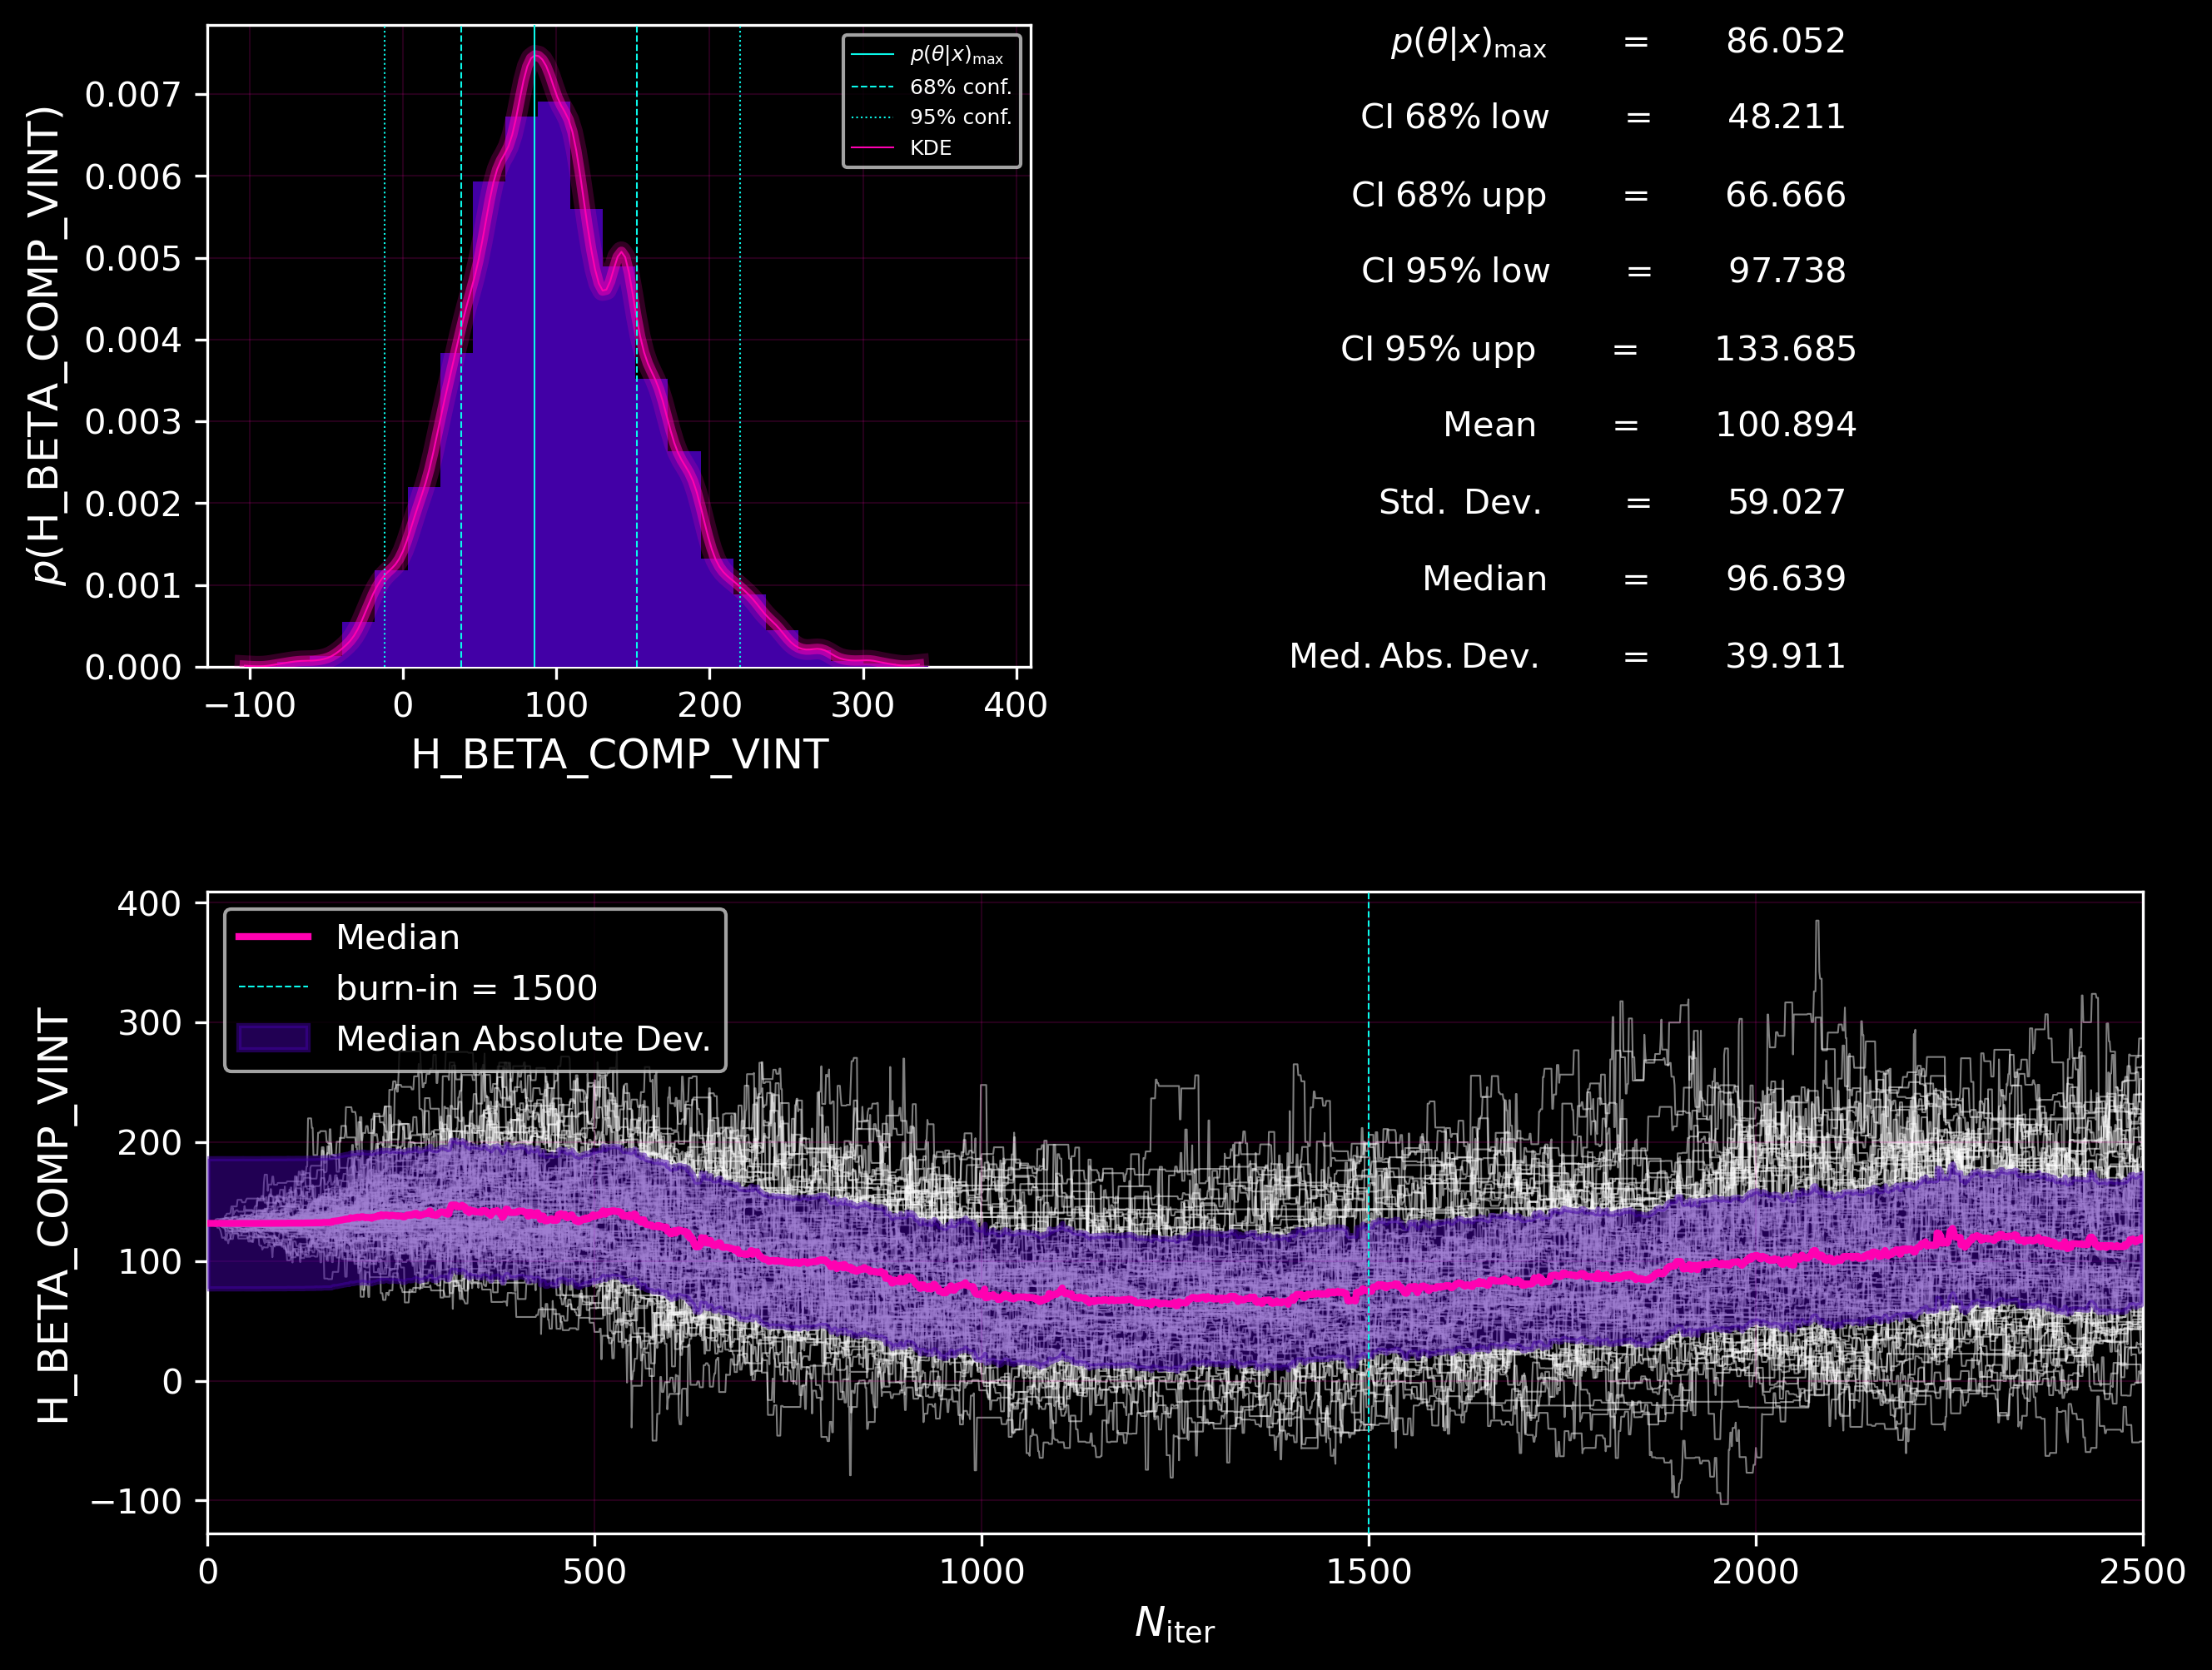 p(H_BETA_COMP_VINT)
0.007
0.006
0.005
0.004
0.003
0.002
0.001
0.000
−100 0 100 200 300 400
H_BETA_COMP_VINT
p(θ|x)max
68% conf.
95% conf.
KDE
p(θ|x)max = 86.052
CI 68% low = 48.211
CI 68% upp = 66.666
CI 95% low = 97.738
CI 95% upp = 133.685
Mean = 100.894
Std. Dev. = 59.027
Median = 96.639
Med. Abs. Dev. = 39.911
H_BETA_COMP_VINT
400
300
200
100
0
−100
Median
burn-in = 1500
Median Absolute Dev.
0 500 1000 1500 2000 2500
Niter